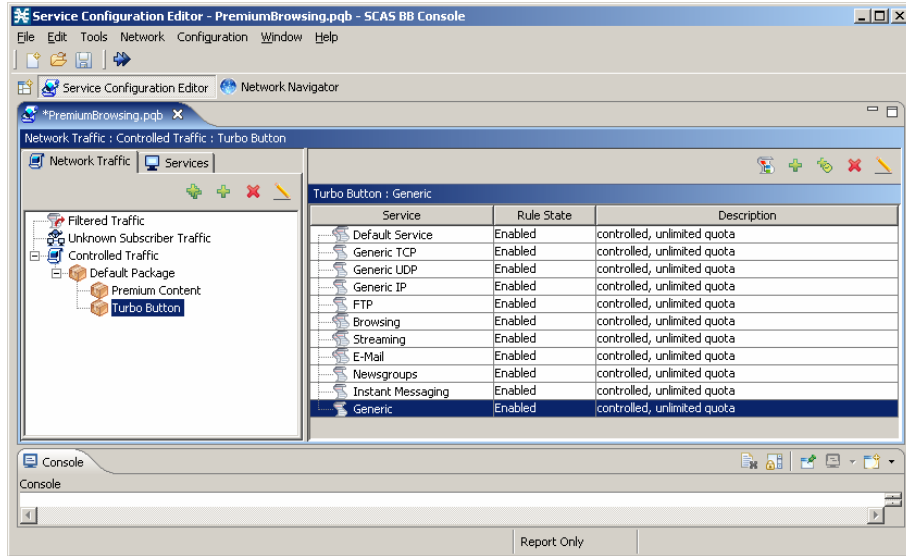 Service Configuration Editor - PremiumBrowsing.pqb - SCAS BB Console
File Edit Tools Network Configuration Window Help
Service Configuration Editor Network Navigator
*PremiumBrowsing.pqb
Network Traffic : Controlled Traffic : Turbo Button
Network Traffic Services
Filtered Traffic
Unknown Subscriber Traffic
Controlled Traffic
Default Package
Premium Content
Turbo Button
Turbo Button : Generic
Service Rule State Description
Default Service Enabled controlled, unlimited quota
Generic TCP Enabled controlled, unlimited quota
Generic UDP Enabled controlled, unlimited quota
Generic IP Enabled controlled, unlimited quota
FTP Enabled controlled, unlimited quota
Browsing Enabled controlled, unlimited quota
Streaming Enabled controlled, unlimited quota
E-Mail Enabled controlled, unlimited quota
Newsgroups Enabled controlled, unlimited quota
Instant Messaging Enabled controlled, unlimited quota
Generic Enabled controlled, unlimited quota
Console
Console
Report Only